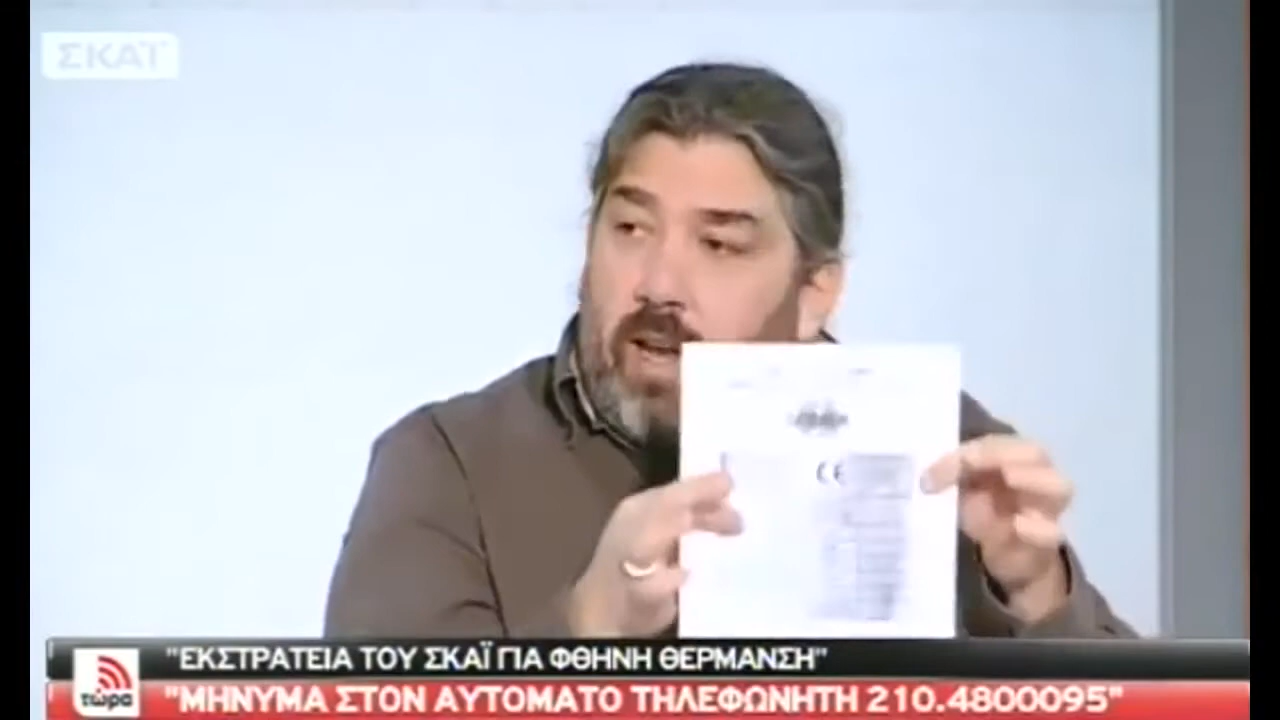 ΣΚΑΪ
CE
"ΕΚΣΤΡΑΤΕΙΑ ΤΟΥ ΣΚΑΪ ΓΙΑ ΦΘΗΝΗ ΘΕΡΜΑΝΣΗ"
τώρα
"ΜΗΝΥΜΑ ΣΤΟΝ ΑΥΤΟΜΑΤΟ ΤΗΛΕΦΩΝΗΤΗ 210.4800095"